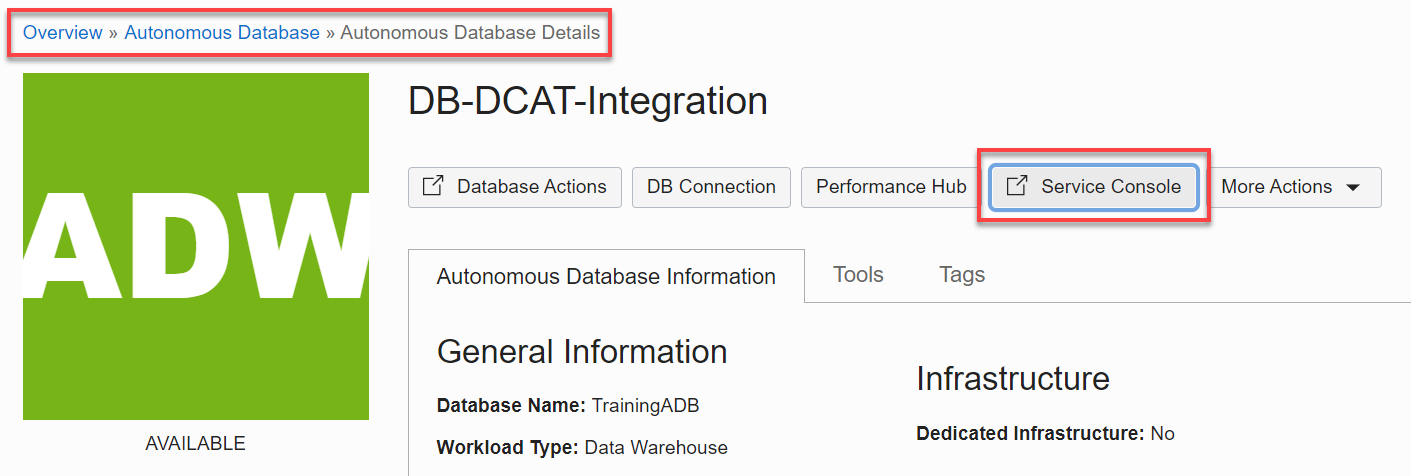 Overview » Autonomous Database » Autonomous Database Details
ADW
AVAILABLE
DB-DCAT-Integration
Database Actions DB Connection Performance Hub Service Console More Actions
Autonomous Database Information Tools Tags
General Information
Database Name: TrainingADB
Workload Type: Data Warehouse
Infrastructure
Dedicated Infrastructure: No